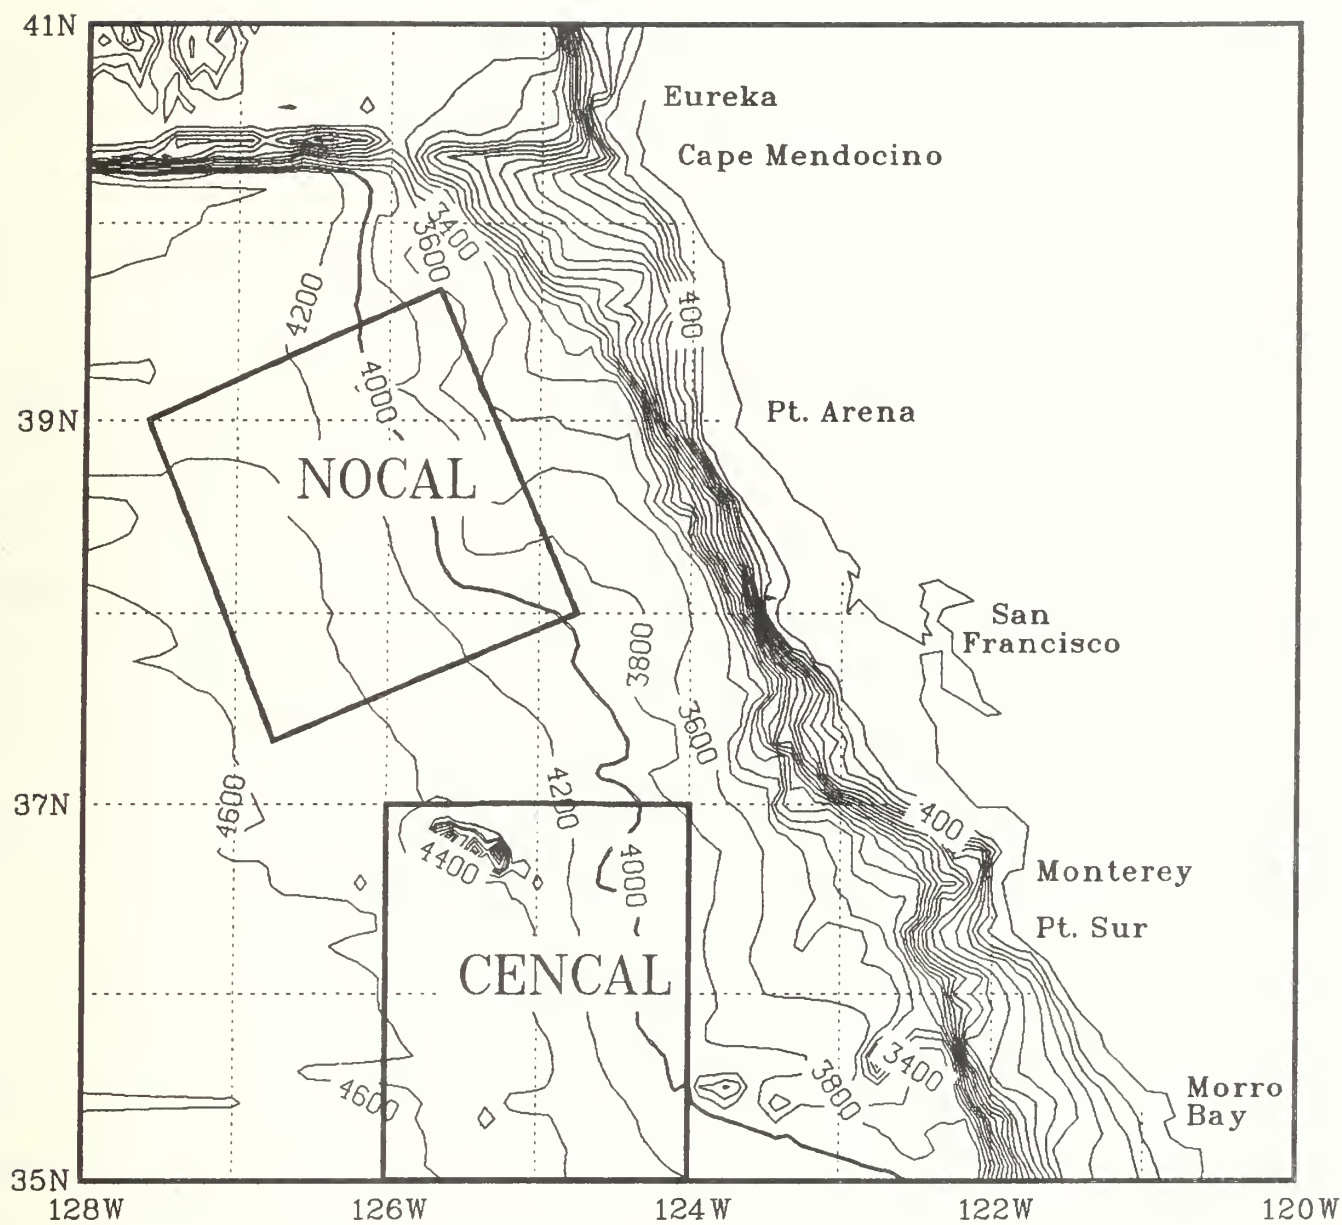 41N
Eureka
Cape Mendocino
3400
3600
4200
400
4000
39N
Pt. Arena
NOCAL
San
Francisco
3800
3600
4600
4200
37N
400
4400
4000
Monterey
Pt. Sur
CENCAL
3400
3800
4600
Morro
Bay
35N
128W
126W
124W
122W
120W